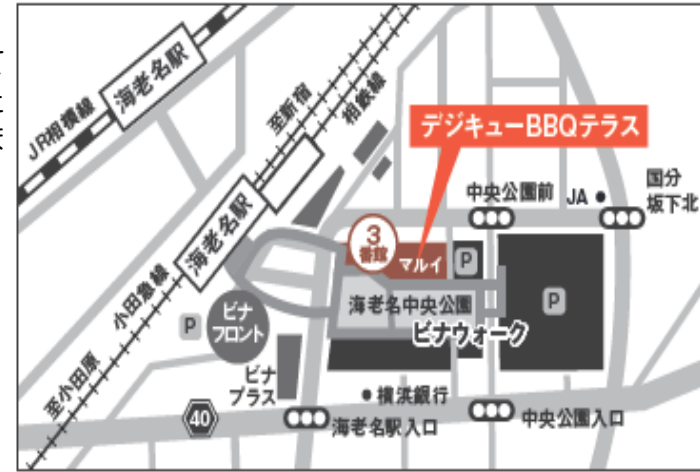 JR相模線
海老名駅
至新宿
相鉄線
デジキューBBQテラス
中央公園前
JA
国分
坂下北
海老名駅
3
番館
マルイ
P
小田急線
P
ビナ
フロント
海老名中央公園
ビナウォーク
P
至小田原
ビナ
プラス
横浜銀行
40
海老名駅入口
中央公園入口